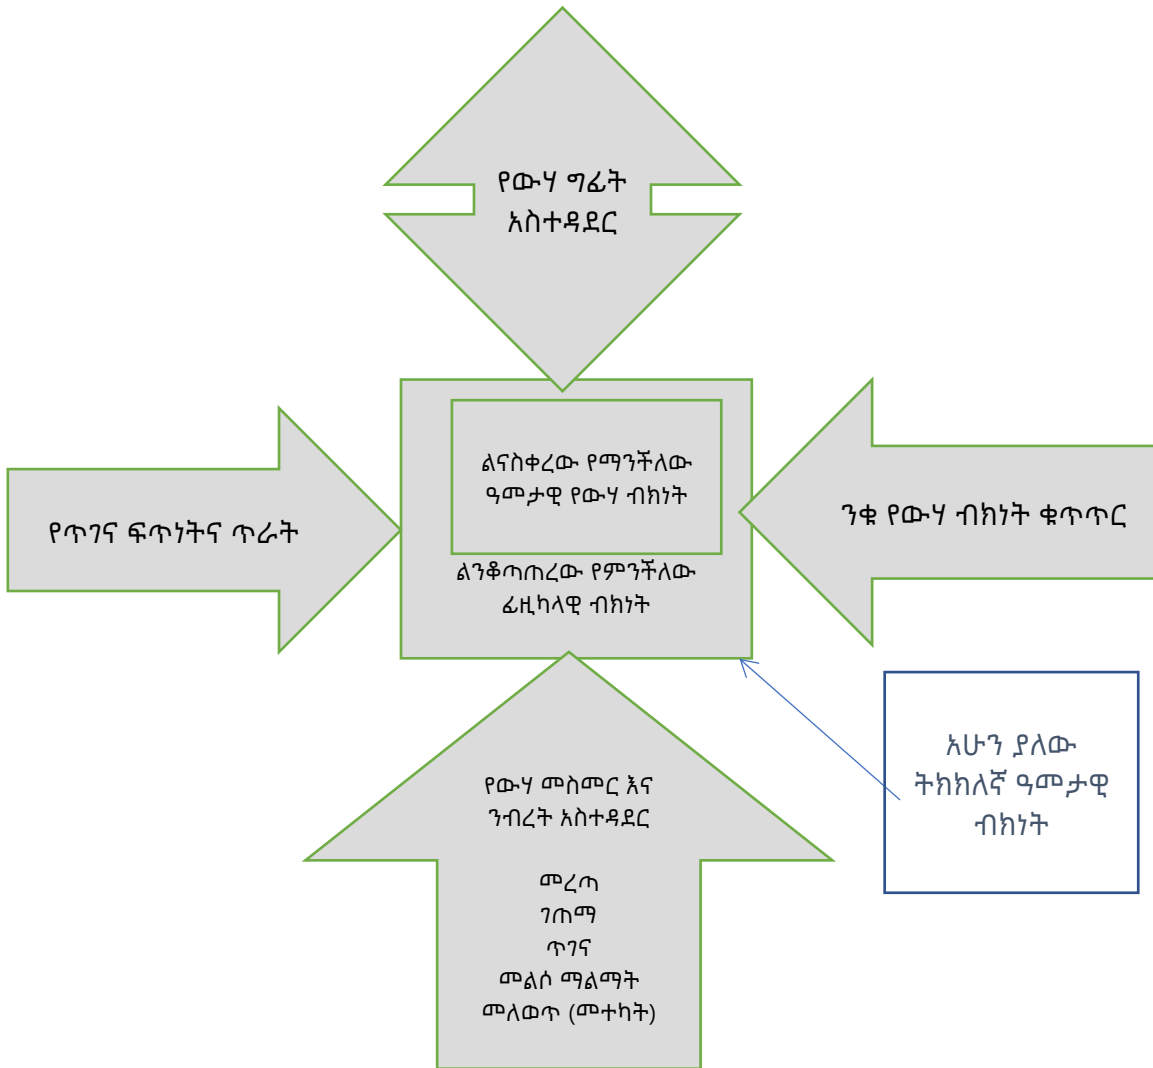 የውሃ ግፊት
አስተዳደር
ልናስቀረው የማንችለው
ዓመታዊ የውሃ ብክነት
የጥገና ፍጥነትና ጥራት
ንቁ የውሃ ብክነት ቁጥጥር
ልንቆጣጠረው የምንችለው
ፊዚካላዊ ብክነት
አሁን ያለው
ትክክለኛ ዓመታዊ
ብክነት
የውሃ መስመር እና
ንብረት አስተዳደር
መረጣ
ገጠማ
ጥገና
መልሶ ማልማት
መለወጥ (መተካት)